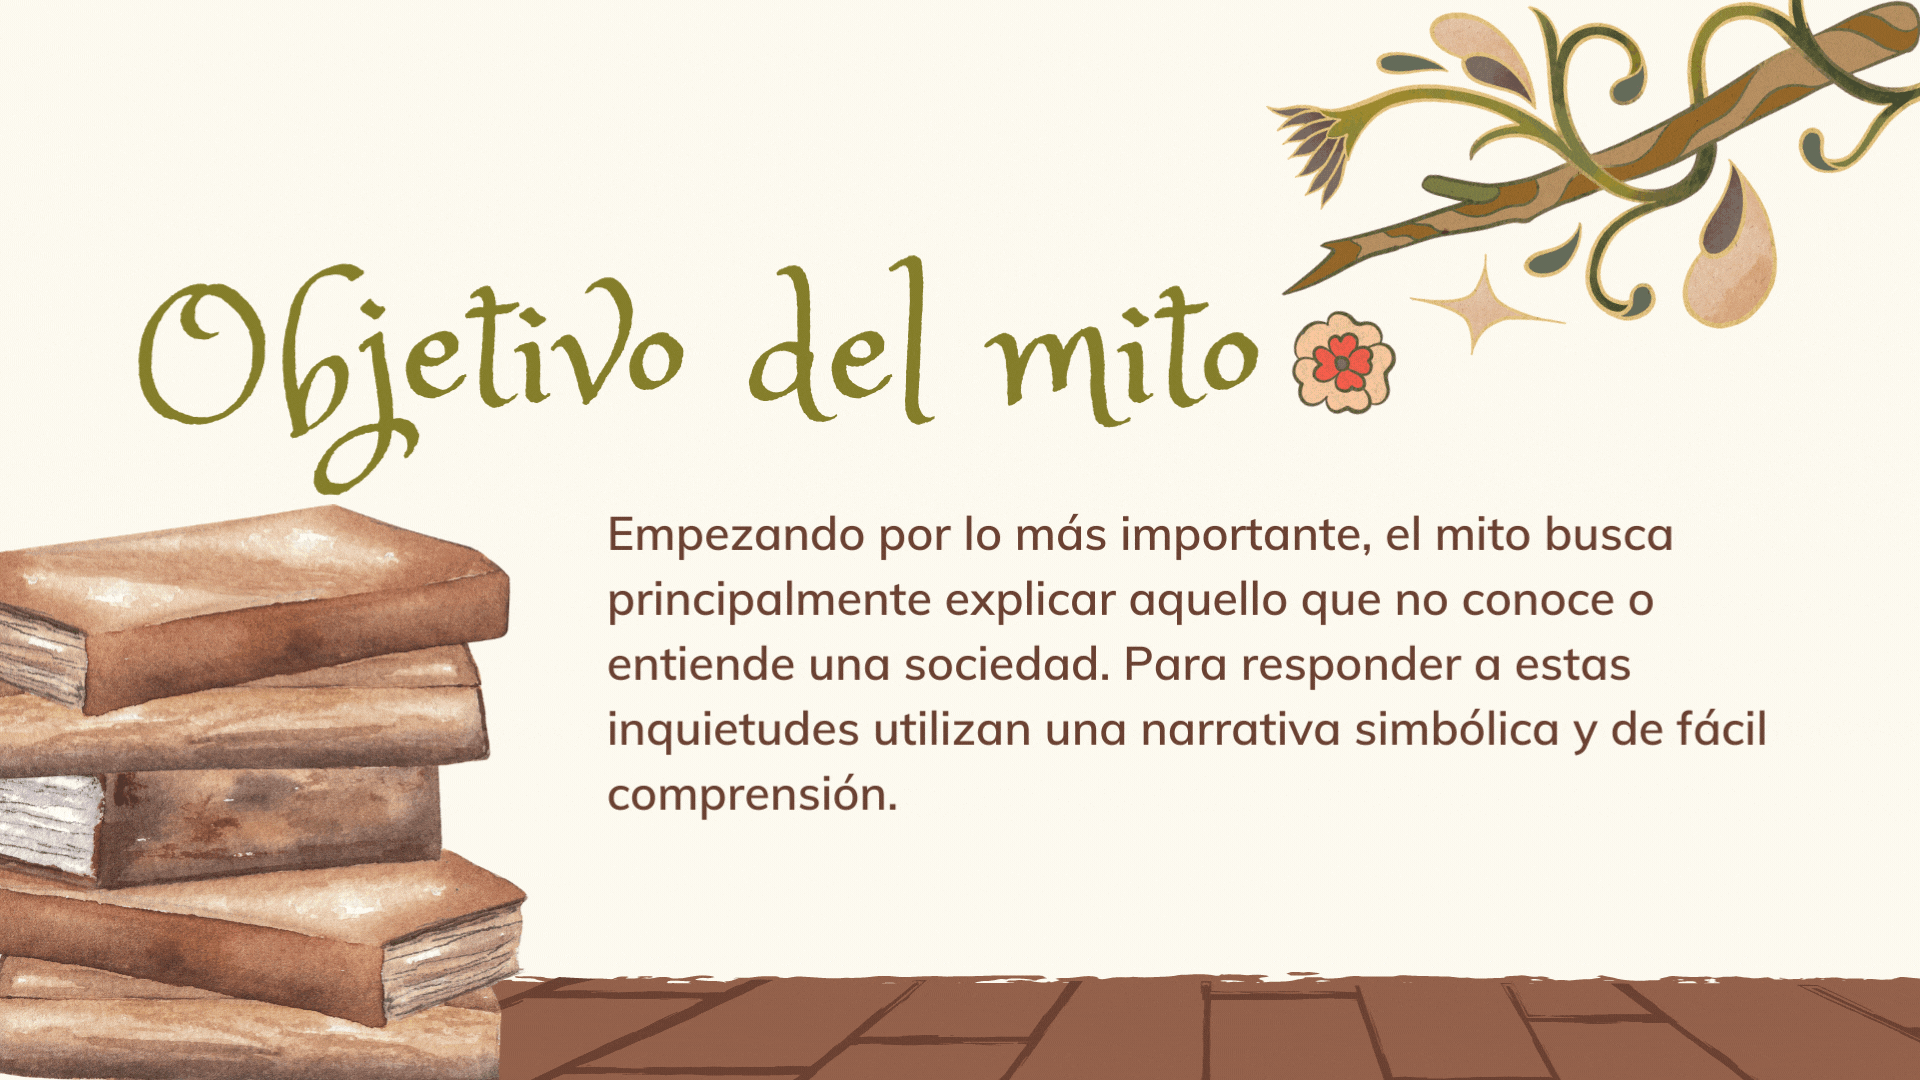 Objetivo del mito
Empezando por lo más importante, el mito busca
principalmente explicar aquello que no conoce o
entiende una sociedad. Para responder a estas
inquietudes utilizan una narrativa simbólica y de fácil
comprensión.